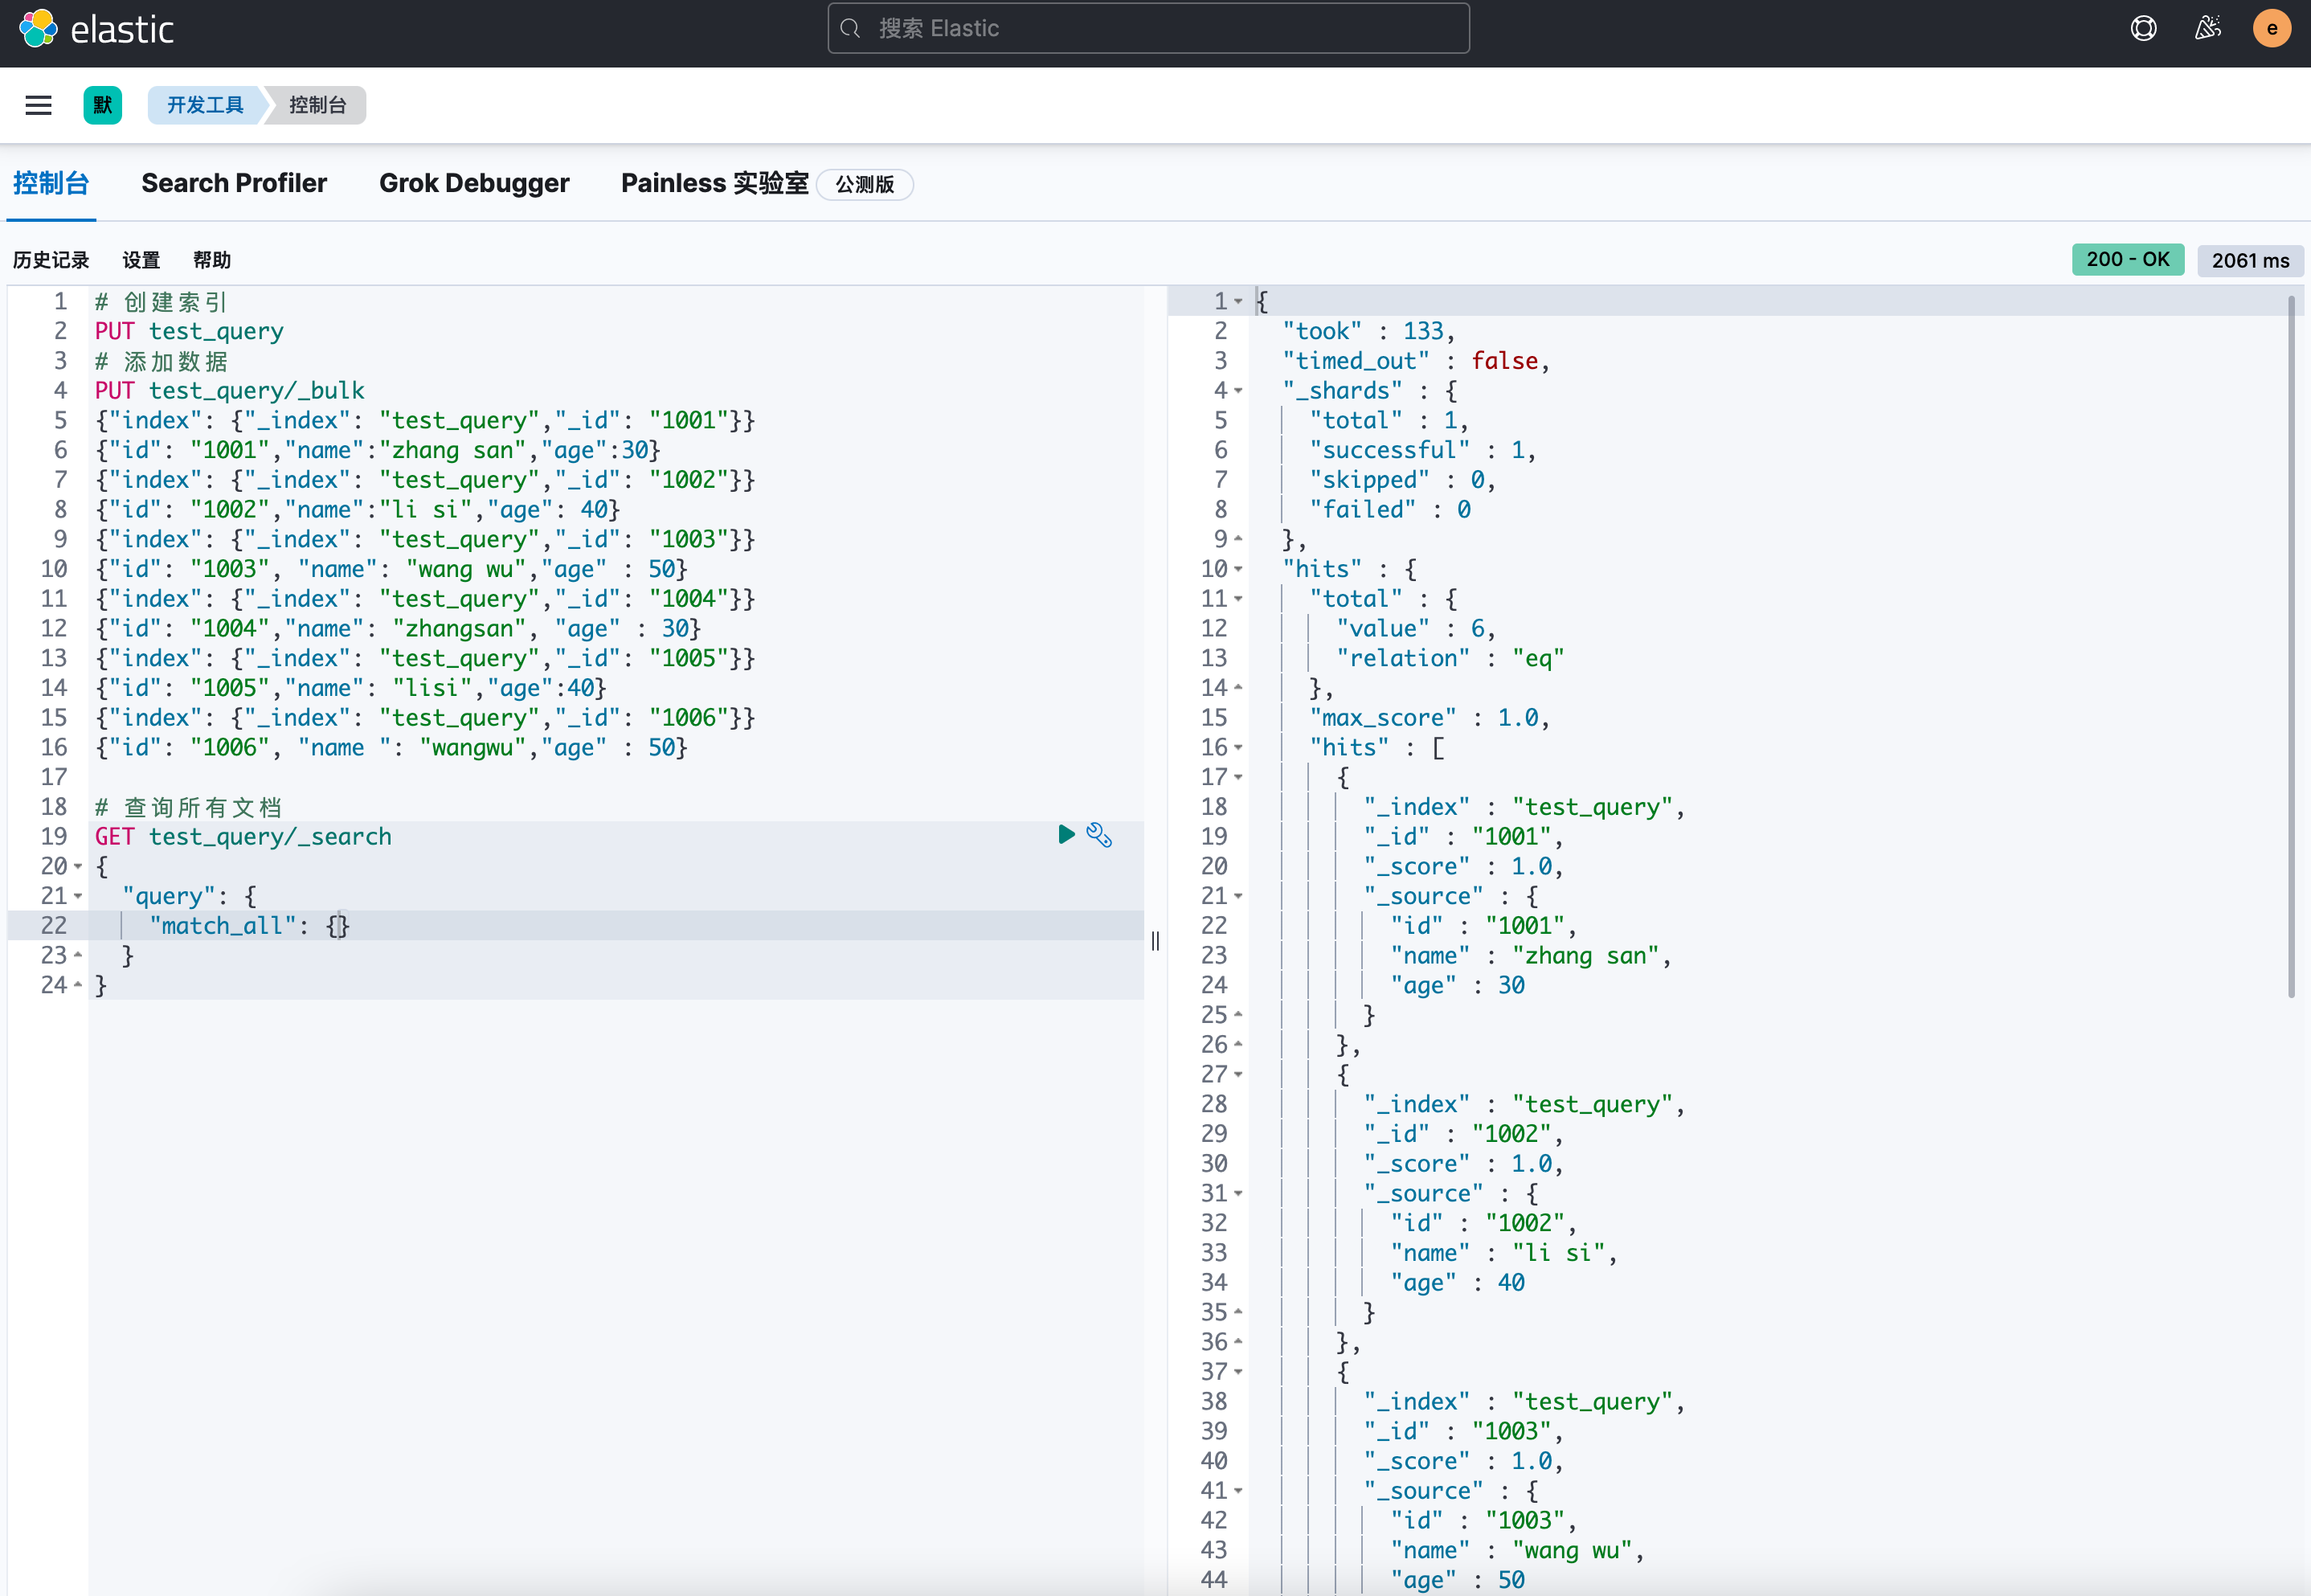 elastic
搜索 Elastic
e
默
开发工具
控制台
控制台
Search Profiler
Grok Debugger
Painless 实验室
公测版
历史记录
设置
帮助
200 - OK
2061 ms
1 # 创建索引
2 PUT test_query
3 # 添加数据
4 PUT test_query/_bulk
5 {"index": {"_index": "test_query","_id": "1001"}}
6 {"id": "1001","name":"zhang san","age":30}
7 {"index": {"_index": "test_query","_id": "1002"}}
8 {"id": "1002","name":"li si","age": 40}
9 {"index": {"_index": "test_query","_id": "1003"}}
10 {"id": "1003", "name": "wang wu","age" : 50}
11 {"index": {"_index": "test_query","_id": "1004"}}
12 {"id": "1004","name": "zhangsan", "age" : 30}
13 {"index": {"_index": "test_query","_id": "1005"}}
14 {"id": "1005","name": "lisi","age":40}
15 {"index": {"_index": "test_query","_id": "1006"}}
16 {"id": "1006", "name ": "wangwu","age" : 50}
17
18 # 查询所有文档
19 GET test_query/_search
20 {
21 "query": {
22 "match_all": {}
23 }
24 }
1 {
2 "took" : 133,
3 "timed_out" : false,
4 "_shards" : {
5 "total" : 1,
6 "successful" : 1,
7 "skipped" : 0,
8 "failed" : 0
9 },
10 "hits" : {
11 "total" : {
12 "value" : 6,
13 "relation" : "eq"
14 },
15 "max_score" : 1.0,
16 "hits" : [
17 {
18 "_index" : "test_query",
19 "_id" : "1001",
20 "_score" : 1.0,
21 "_source" : {
22 "id" : "1001",
23 "name" : "zhang san",
24 "age" : 30
25 }
26 },
27 {
28 "_index" : "test_query",
29 "_id" : "1002",
30 "_score" : 1.0,
31 "_source" : {
32 "id" : "1002",
33 "name" : "li si",
34 "age" : 40
35 }
36 },
37 {
38 "_index" : "test_query",
39 "_id" : "1003",
40 "_score" : 1.0,
41 "_source" : {
42 "id" : "1003",
43 "name" : "wang wu",
44 "age" : 50